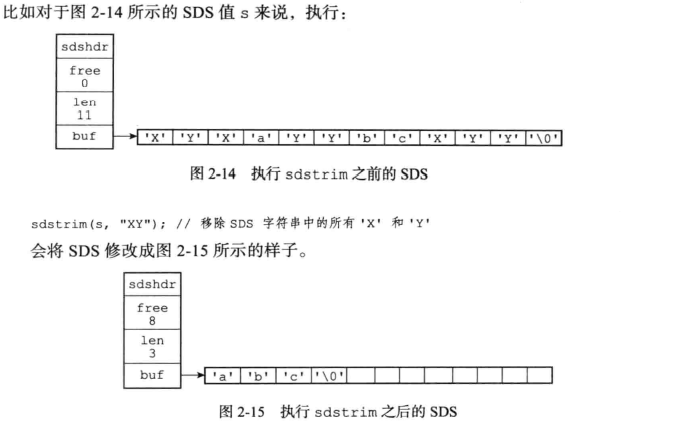 比如对于图 2-14 所示的 SDS 值 s 来说，执行：
sdshdr
free
0
len
11
buf
'X' 'Y' 'X' 'a' 'Y' 'Y' 'b' 'c' 'X' 'Y' 'Y' '\0'
图 2-14 执行 sdstrim 之前的 SDS
sdstrim(s, "XY"); // 移除 SDS 字符串中的所有 'X' 和 'Y'
会将 SDS 修改成图 2-15 所示的样子。
sdshdr
free
8
len
3
buf
'a' 'b' 'c' '\0'
图 2-15 执行 sdstrim 之后的 SDS